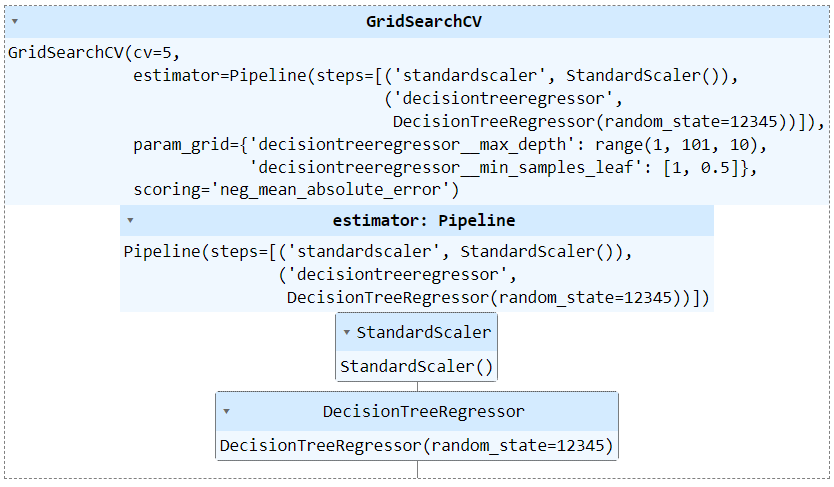 GridSearchCV
GridSearchCV(cv=5,
estimator=Pipeline(steps=[('standardscaler', StandardScaler()),
('decisiontreeregressor',
DecisionTreeRegressor(random_state=12345))]),
param_grid={'decisiontreeregressor__max_depth': range(1, 101, 10),
'decisiontreeregressor__min_samples_leaf': [1, 0.5]},
scoring='neg_mean_absolute_error')
estimator: Pipeline
Pipeline(steps=[('standardscaler', StandardScaler()),
('decisiontreeregressor',
DecisionTreeRegressor(random_state=12345))])
StandardScaler
StandardScaler()
DecisionTreeRegressor
DecisionTreeRegressor(random_state=12345)